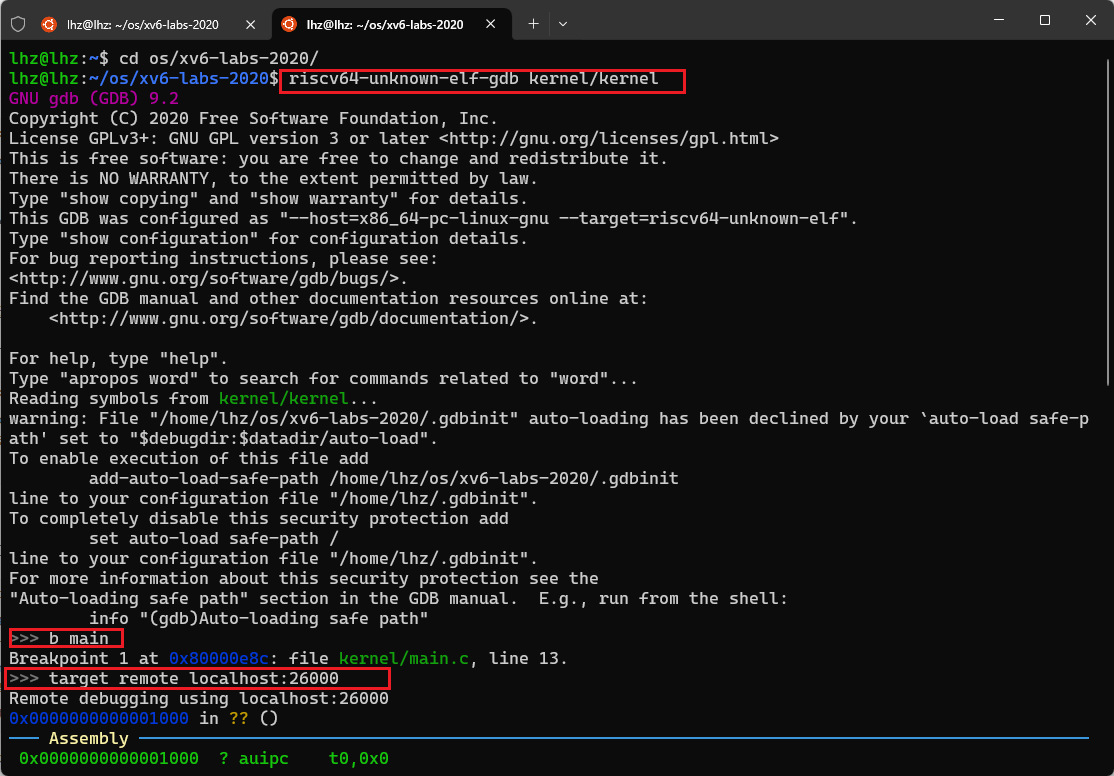 lhz@lhz: ~/os/xv6-labs-2020
lhz@lhz: ~/os/xv6-labs-2020
lhz@lhz:~$ cd os/xv6-labs-2020/
lhz@lhz:~/os/xv6-labs-2020$ riscv64-unknown-elf-gdb kernel/kernel
GNU gdb (GDB) 9.2
Copyright (C) 2020 Free Software Foundation, Inc.
License GPLv3+: GNU GPL version 3 or later <http://gnu.org/licenses/gpl.html>
This is free software: you are free to change and redistribute it.
There is NO WARRANTY, to the extent permitted by law.
Type "show copying" and "show warranty" for details.
This GDB was configured as "--host=x86_64-pc-linux-gnu --target=riscv64-unknown-elf".
Type "show configuration" for configuration details.
For bug reporting instructions, please see:
<http://www.gnu.org/software/gdb/bugs/>.
Find the GDB manual and other documentation resources online at:
    <http://www.gnu.org/software/gdb/documentation/>.
For help, type "help".
Type "apropos word" to search for commands related to "word"...
Reading symbols from kernel/kernel...
warning: File "/home/lhz/os/xv6-labs-2020/.gdbinit" auto-loading has been declined by your `auto-load safe-p
ath' set to "$debugdir:$datadir/auto-load".
To enable execution of this file add
        add-auto-load-safe-path /home/lhz/os/xv6-labs-2020/.gdbinit
line to your configuration file "/home/lhz/.gdbinit".
To completely disable this security protection add
        set auto-load safe-path /
line to your configuration file "/home/lhz/.gdbinit".
For more information about this security protection see the
"Auto-loading safe path" section in the GDB manual.  E.g., run from the shell:
        info "(gdb)Auto-loading safe path"
>>> b main
Breakpoint 1 at 0x80000e8c: file kernel/main.c, line 13.
>>> target remote localhost:26000
Remote debugging using localhost:26000
0x0000000000001000 in ?? ()
Assembly
 0x0000000000001000  ? auipc    t0,0x0